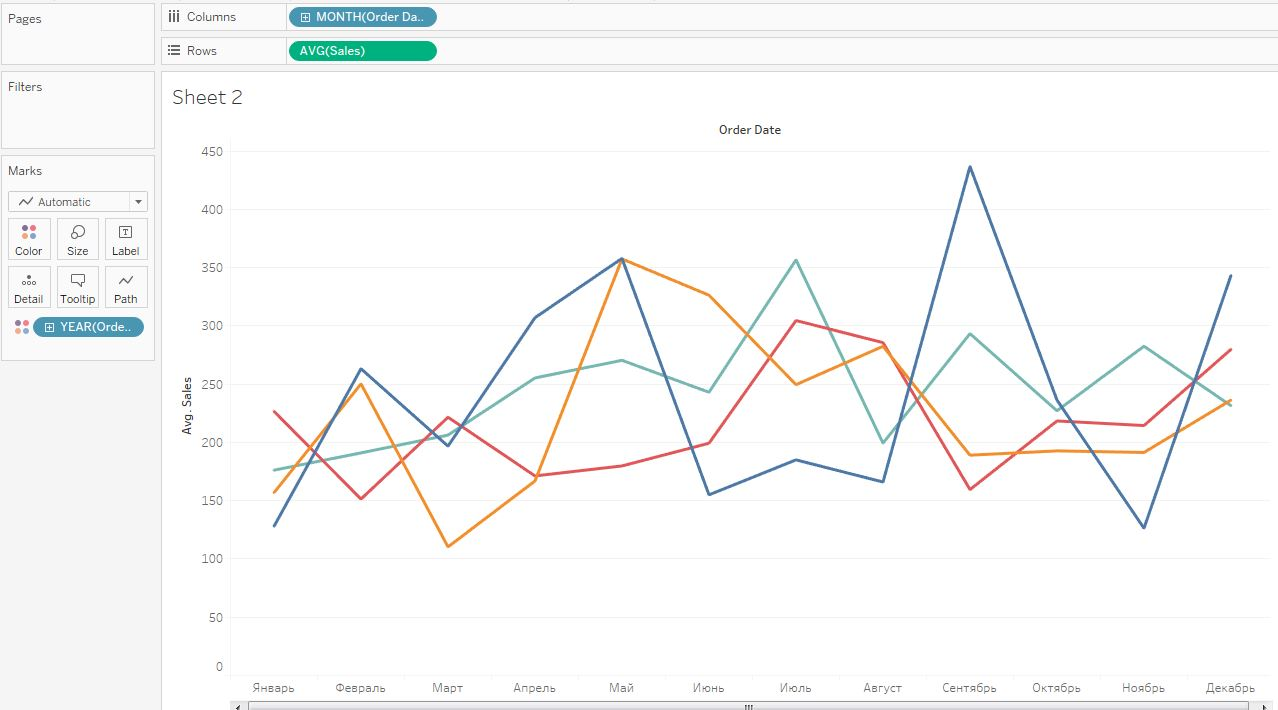 Pages
Columns
MONTH(Order Da..
Rows
AVG(Sales)
Filters
Marks
Automatic
Color
Size
Label
Detail
Tooltip
Path
YEAR(Orde..
Sheet 2
Order Date
Avg. Sales
450
400
350
300
250
200
150
100
50
0
Январь Февраль Март Апрель Май Июнь Июль Август Сентябрь Октябрь Ноябрь Декабрь